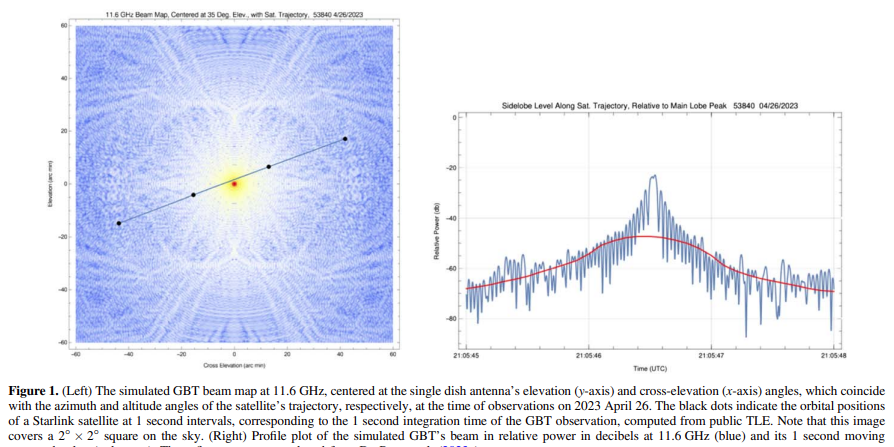 11.6 GHz Beam Map, Centered at 35 Deg. Elev., with Sat. Trajectory, 53840 4/26/2023
60
40
20
0
-20
-40
-60
Elevation (arc min)
-60 -40 -20 0 20 40 60
Cross Elevation (arc min)
Sidelobe Level Along Sat. Trajectory, Relative to Main Lobe Peak 53840 04/26/2023
0
-20
-40
-60
-80
Relative Power (db)
21:05:45 21:05:46 21:05:47 21:05:48
Time (UTC)
Figure 1. (Left) The simulated GBT beam map at 11.6 GHz, centered at the single dish antenna's elevation (y-axis) and cross-elevation (x-axis) angles, which coincide
with the azimuth and altitude angles of the satellite's trajectory, respectively, at the time of observations on 2023 April 26. The black dots indicate the orbital positions
of a Starlink satellite at 1 second intervals, corresponding to the 1 second integration time of the GBT observation, computed from public TLE. Note that this image
covers a 2° × 2° square on the sky. (Right) Profile plot of the simulated GBT's beam in relative power in decibels at 11.6 GHz (blue) and its 1 second moving